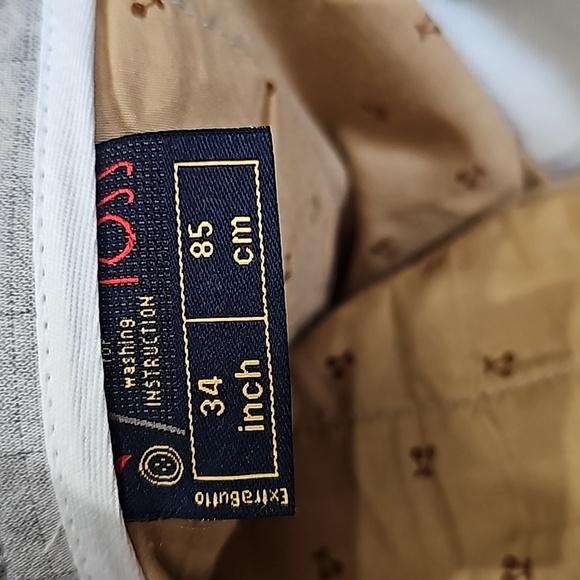 washing
INSTRUCTION
34
inch
85
cm
ExtraButto